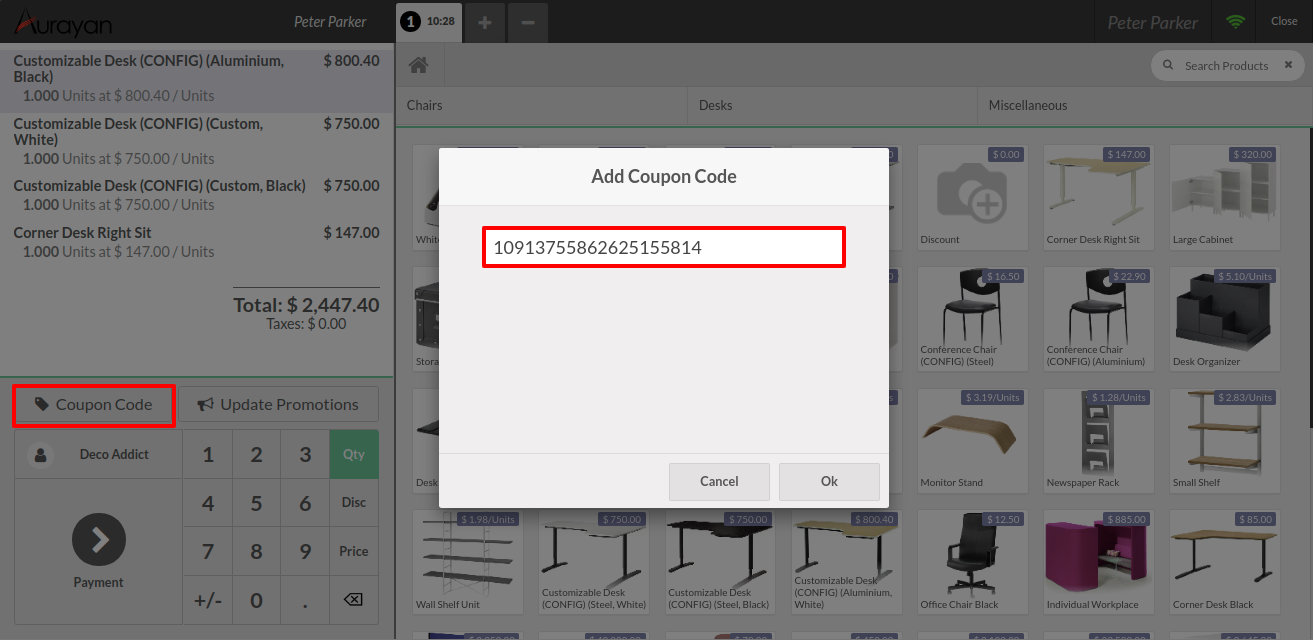 Aurayan
Peter Parker
1 10:28
Peter Parker
Close
Customizable Desk (CONFIG) (Aluminium, Black) $ 800.40
1.000 Units at $ 800.40 / Units
Customizable Desk (CONFIG) (Custom, White) $ 750.00
1.000 Units at $ 750.00 / Units
Customizable Desk (CONFIG) (Custom, Black) $ 750.00
1.000 Units at $ 750.00 / Units
Corner Desk Right Sit $ 147.00
1.000 Units at $ 147.00 / Units
Total: $ 2,447.40
Taxes: $ 0.00
Coupon Code
Update Promotions
Deco Addict
1 2 3 Qty
4 5 6 Disc
7 8 9 Price
+/- 0 .
Payment
Search Products
Chairs
Desks
Miscellaneous
Add Coupon Code
10913755862625155814
Cancel
Ok
$ 0.00
Discount
$ 147.00
Corner Desk Right Sit
$ 320.00
Large Cabinet
$ 16.50
Conference Chair
(CONFIG) (Steel)
$ 22.90
Conference Chair
(CONFIG) (Aluminium)
$ 5.10/Units
Desk Organizer
Desk
$ 3.19/Units
Monitor Stand
$ 1.28/Units
Newspaper Rack
$ 2.83/Units
Small Shelf
$ 1.98/Units
Wall Shelf Unit
$ 750.00
Customizable Desk
(CONFIG) (Steel, White)
$ 750.00
Customizable Desk
(CONFIG) (Steel, Black)
$ 800.40
Customizable Desk
(CONFIG) (Aluminium,
White)
$ 12.50
Office Chair Black
$ 885.00
Individual Workplace
$ 85.00
Corner Desk Black